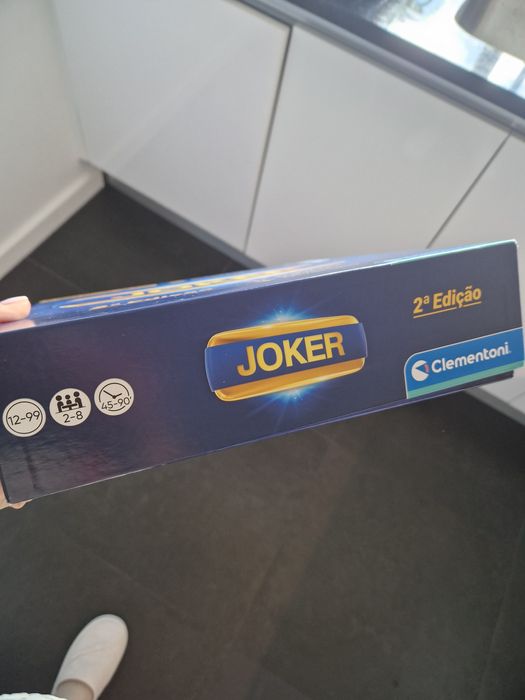 2ª Edição
JOKER
Clementoni
12-99
2-8
45-90'